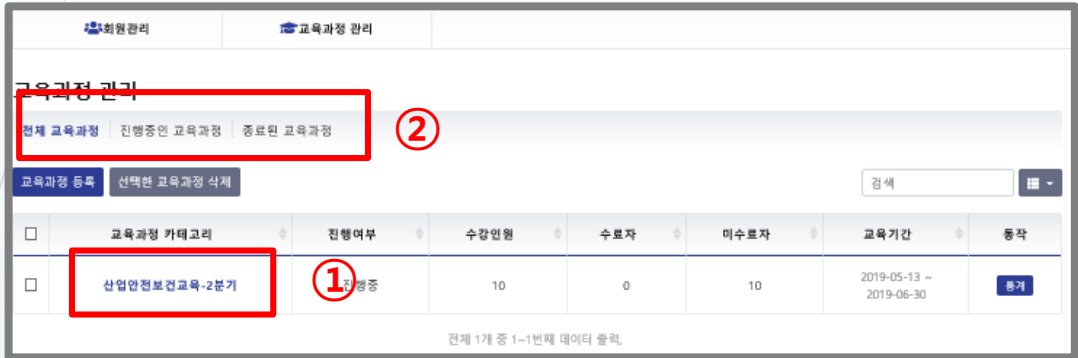 회원관리 교육과정 관리
교육과정 관리
전체 교육과정 진행중인 교육과정 종료된 교육과정
②
교육과정 등록 선택한 교육과정 삭제 검색
교육과정 카테고리 진행여부 수강인원 수료자 미수료자 교육기간 동작
산업안전보건교육-2분기 ① 진행중 10 0 10 2019-05-13 ~ 통계
2019-06-30
전체 1개 중 1~1번째 데이터 출력,